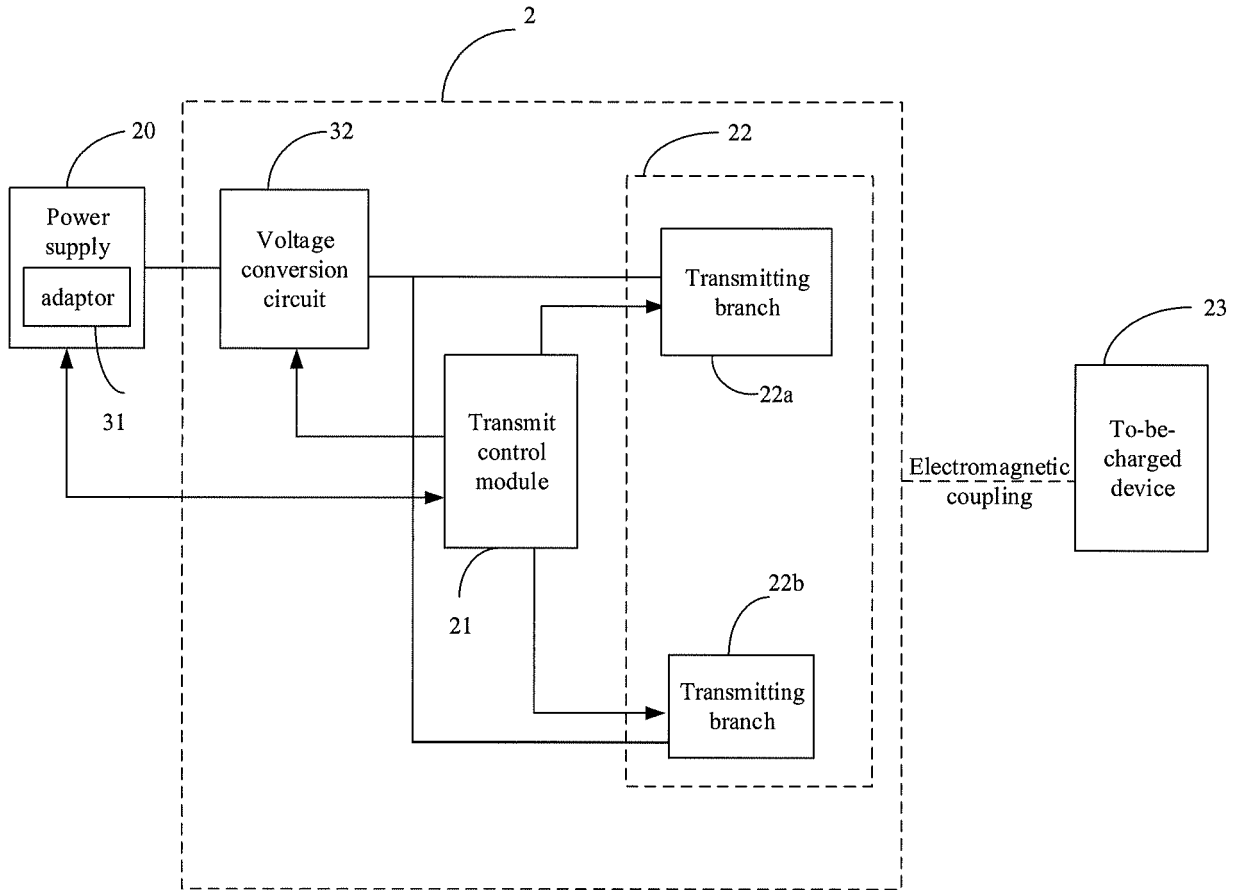 2
20
32
22
Power
supply
adaptor
Voltage
conversion
circuit
Transmitting
branch
23
22a
31
Transmit
control
module
To-be-
charged
device
Electromagnetic
coupling
22b
21
Transmitting
branch